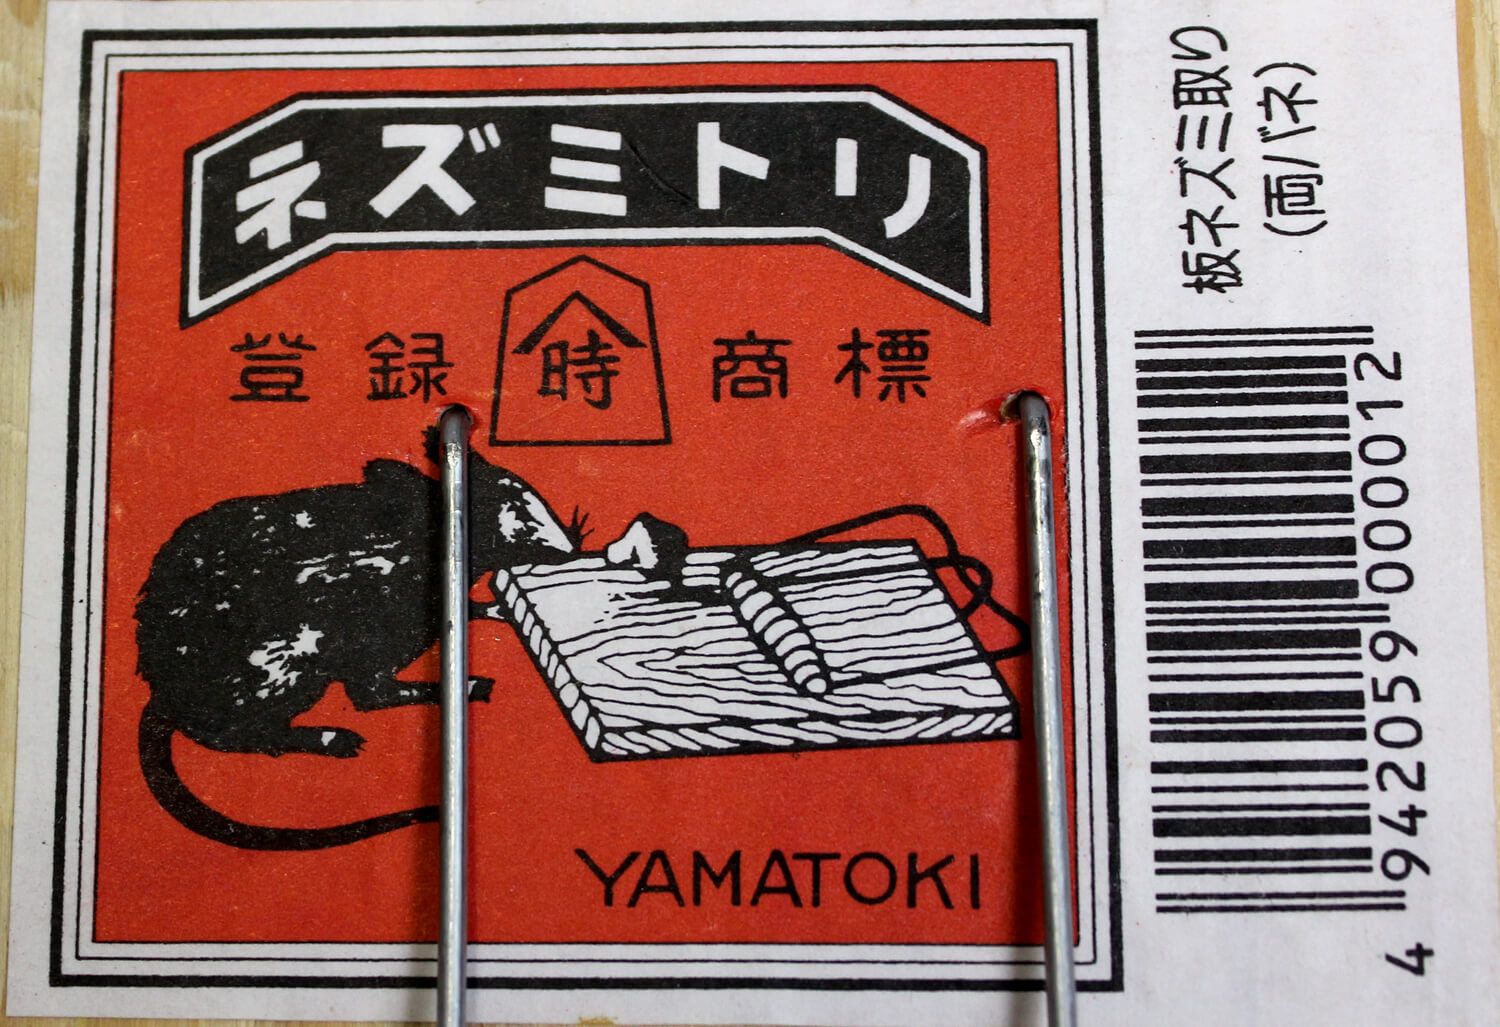 ネズミトリ
登録 時 商標
YAMATOKI
板ネズミ取り
(両バネ)
4 942059 000012